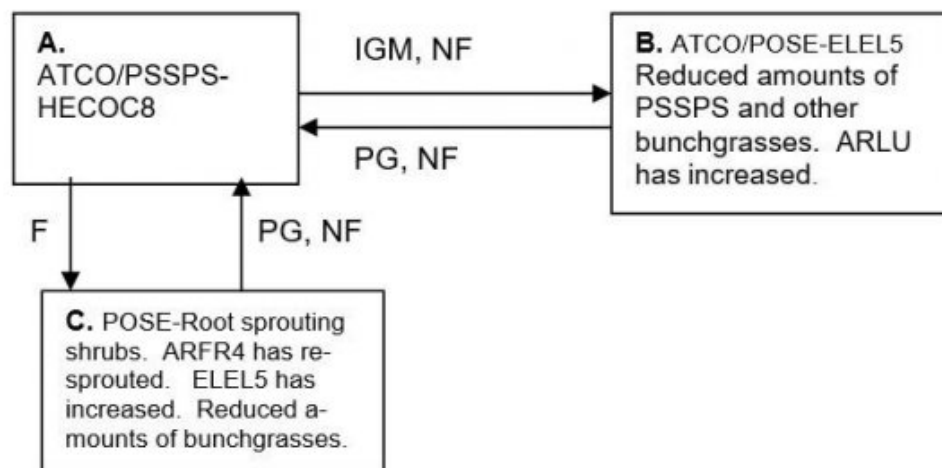 A.
ATCO/PSSPS-
HECOC8
IGM, NF
PG, NF
B. ATCO/POSE-ELEL5
Reduced amounts of
PSSPS and other
bunchgrasses. ARLU
has increased.
F
PG, NF
C. POSE-Root sprouting
shrubs. ARFR4 has re-
sprouted. ELEL5 has
increased. Reduced a-
mounts of bunchgrasses.